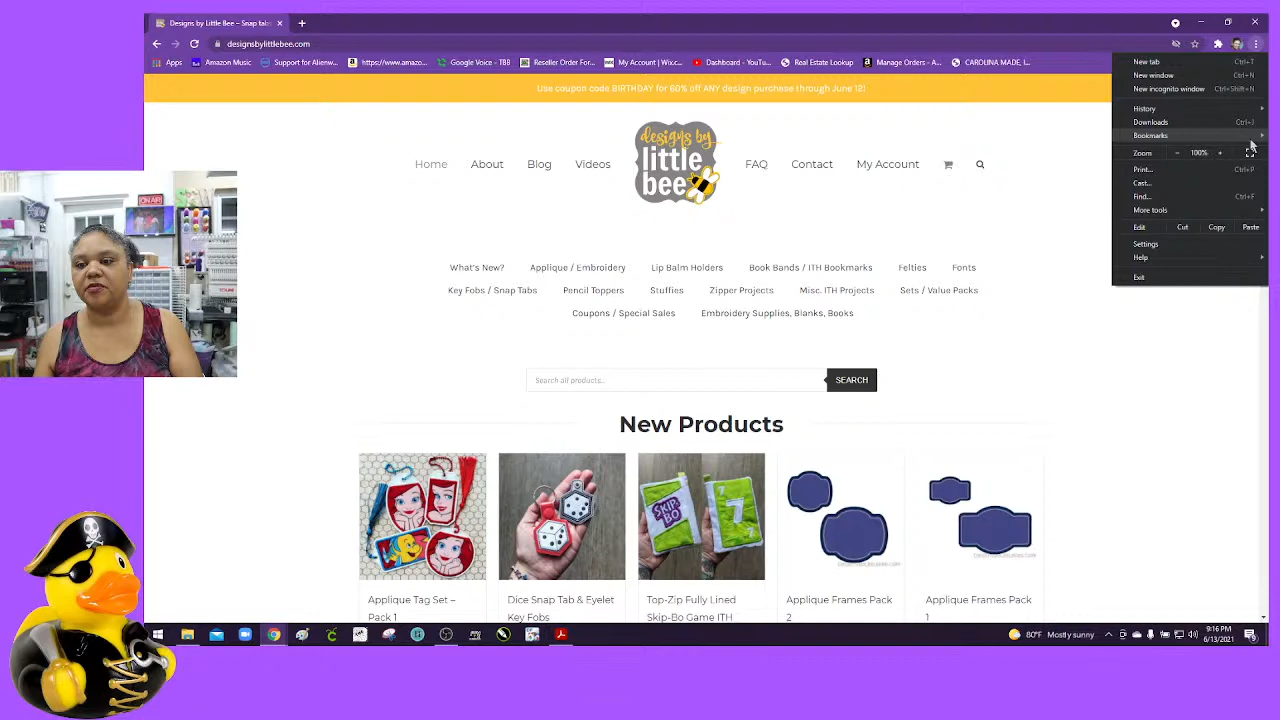 Designs by Little Bee – Snap Tabs
designsbylittlebee.com
Apps
Amazon Music
Support for Alienw...
https://www.amazo...
Google Voice - TBB
Reseller Order For...
My Account | Wix.c...
Dashboard - YouTu...
Real Estate Lookup
Manage Orders - A...
CAROLINA MADE, I...
New tab Ctrl+T
New window Ctrl+N
New incognito window Ctrl+Shift+N
History
Downloads Ctrl+J
Bookmarks
Zoom − 100% +
Print... Ctrl+P
Cast...
Find... Ctrl+F
More tools
Edit Cut Copy Paste
Settings
Help
Exit
Use coupon code BIRTHDAY for 60% off ANY design purchase (through June 12)
Home About Blog Videos
designs by
little
bee
FAQ Contact My Account
What's New? Applique / Embroidery Lip Balm Holders Book Bands / ITH Bookmarks Felties Fonts
Key Fobs / Snap Tabs Pencil Toppers Stuffies Zipper Projects Misc. ITH Projects Sets / Value Packs
Coupons / Special Sales Embroidery Supplies, Blanks, Books
Search all products...
SEARCH
New Products
ON AIR
SKIP-BO
7
Applique Tag Set –
Pack 1
Dice Snap Tab & Eyelet
Key Fobs
Top-Zip Fully Lined
Skip-Bo Game ITH
Applique Frames Pack
2
Applique Frames Pack
1
80°F Mostly sunny
9:16 PM
6/13/2021